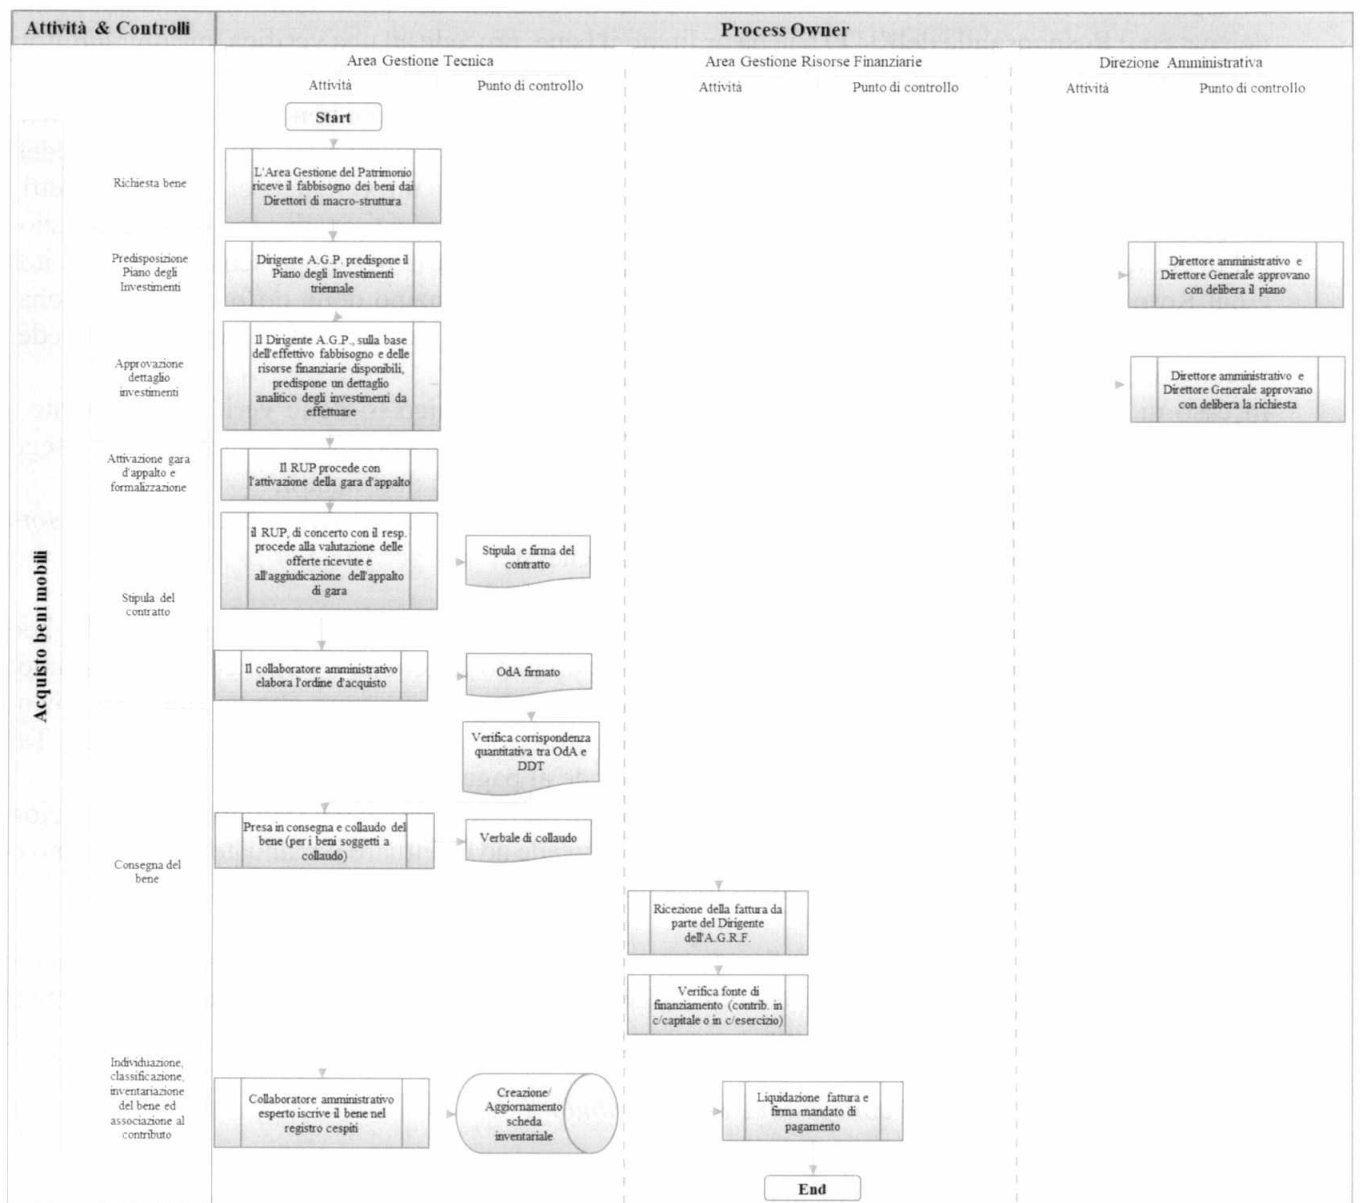 Attività & Controlli
Process Owner
Area Gestione Tecnica
Area Gestione Risorse Finanziarie
Direzione Amministrativa
Attività
Punto di controllo
Attività
Punto di controllo
Attività
Punto di controllo
Start
Richiesta bene
L'Area Gestione del Patrimonio
riceve il fabbisogno dei beni dai
Direttori di macro-struttura
Predisposizione
Piano degli
Investimenti
Dirigente A.G.P. predispone il
Piano degli Investimenti
triennale
Direttore amministrativo e
Direttore Generale approvano
con delibera il piano
Approvazione
dettaglio
investimenti
Il Dirigente A.G.P., sulla base
dell'effettivo fabbisogno e delle
risorse finanziarie disponibili,
predispone un dettaglio
analitico degli investimenti da
effettuare
Direttore amministrativo e
Direttore Generale approvano
con delibera la richiesta
Attivazione gara
d'appalto e
formalizzazione
Il RUP procede con
l'attivazione della gara d'appalto
il RUP, di concerto con il resp.
procede alla valutazione delle
offerte ricevute e
all'aggiudicazione dell'appalto
di gara
Stipula e firma del
contratto
Acquisto beni mobili
Stipula del
contratto
Il collaboratore amministrativo
elabora l'ordine d'acquisto
OdA firmato
Verifica corrispondenza
quantitativa tra OdA e
DDT
Consegna del
bene
Presa in consegna e collaudo del
bene (per i beni soggetti a
collaudo)
Verbale di collaudo
Ricezione della fattura da
parte del Dirigente
dell'A.G.R.F.
Verifica fonte di
finanziamento (contrib. in
c/capitale o in c/esercizio)
Individuazione,
classificazione,
inventariazione
del bene ed
associazione al
contributo
Collaboratore amministrativo
esperto iscrive il bene nel
registro cespiti
Creazione/
Aggiornamento
scheda
inventariale
Liquidazione fattura e
firma mandato di
pagamento
End